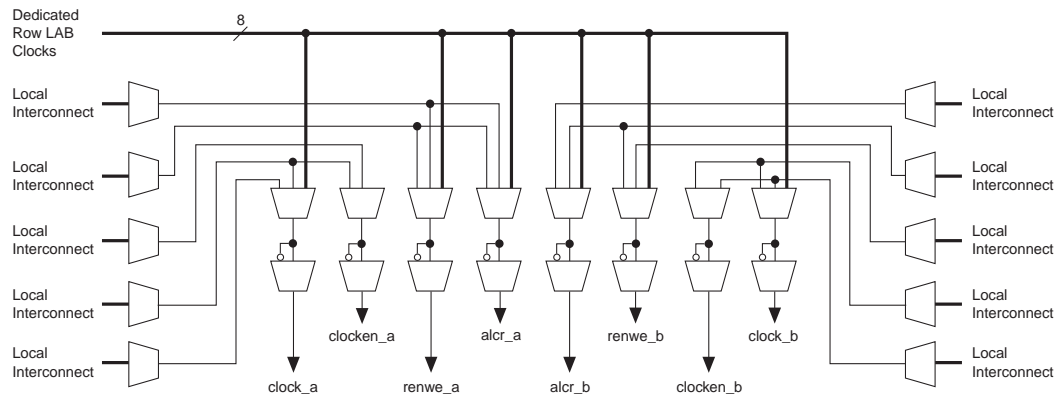 Dedicated
Row LAB
Clocks
8
Local
Interconnect
Local
Interconnect
Local
Interconnect
Local
Interconnect
Local
Interconnect
Local
Interconnect
Local
Interconnect
Local
Interconnect
Local
Interconnect
Local
Interconnect
clocken_a
alcr_a
renwe_b
clock_b
clock_a
renwe_a
alcr_b
clocken_b